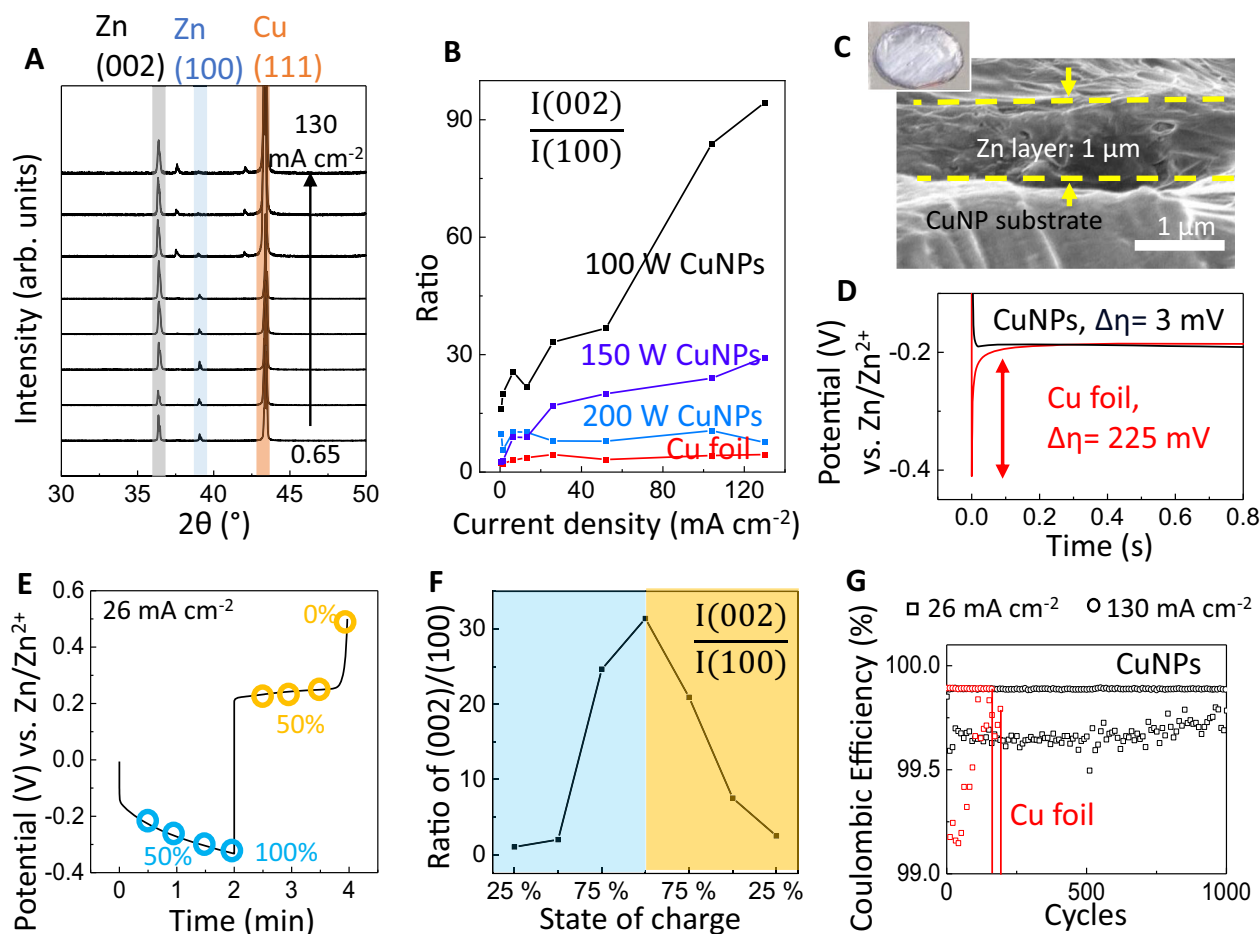 Zn
(002)
Zn
(100)
Cu
(111)
A
130
mA cm⁻²
0.65
Intensity (arb. units)
30
35
40
45
50
2θ (°)
B
I(002)
I(100)
90
60
30
0
Ratio
100 W CuNPs
150 W CuNPs
200 W CuNPs
Cu foil
0
20
40
60
80
100
120
140
Current density (mA cm⁻²)
C
Zn layer: 1 μm
CuNP substrate
1 μm
D
CuNPs, Δη= 3 mV
Cu foil,
Δη= 225 mV
-0.2
-0.4
Potential (V)
vs. Zn/Zn²⁺
0.0
0.2
0.4
0.6
0.8
Time (s)
E
26 mA cm⁻²
0%
50%
50%
100%
0.6
0.4
0.2
0.0
-0.2
-0.4
Potential (V) vs. Zn/Zn²⁺
0
1
2
3
4
Time (min)
F
I(002)
I(100)
30
20
10
0
Ratio of (002)/(100)
25 %
75 %
75 %
25 %
State of charge
G
26 mA cm⁻²
130 mA cm⁻²
CuNPs
Cu foil
100.0
99.5
99.0
Coulombic Efficiency (%)
0
500
1000
Cycles